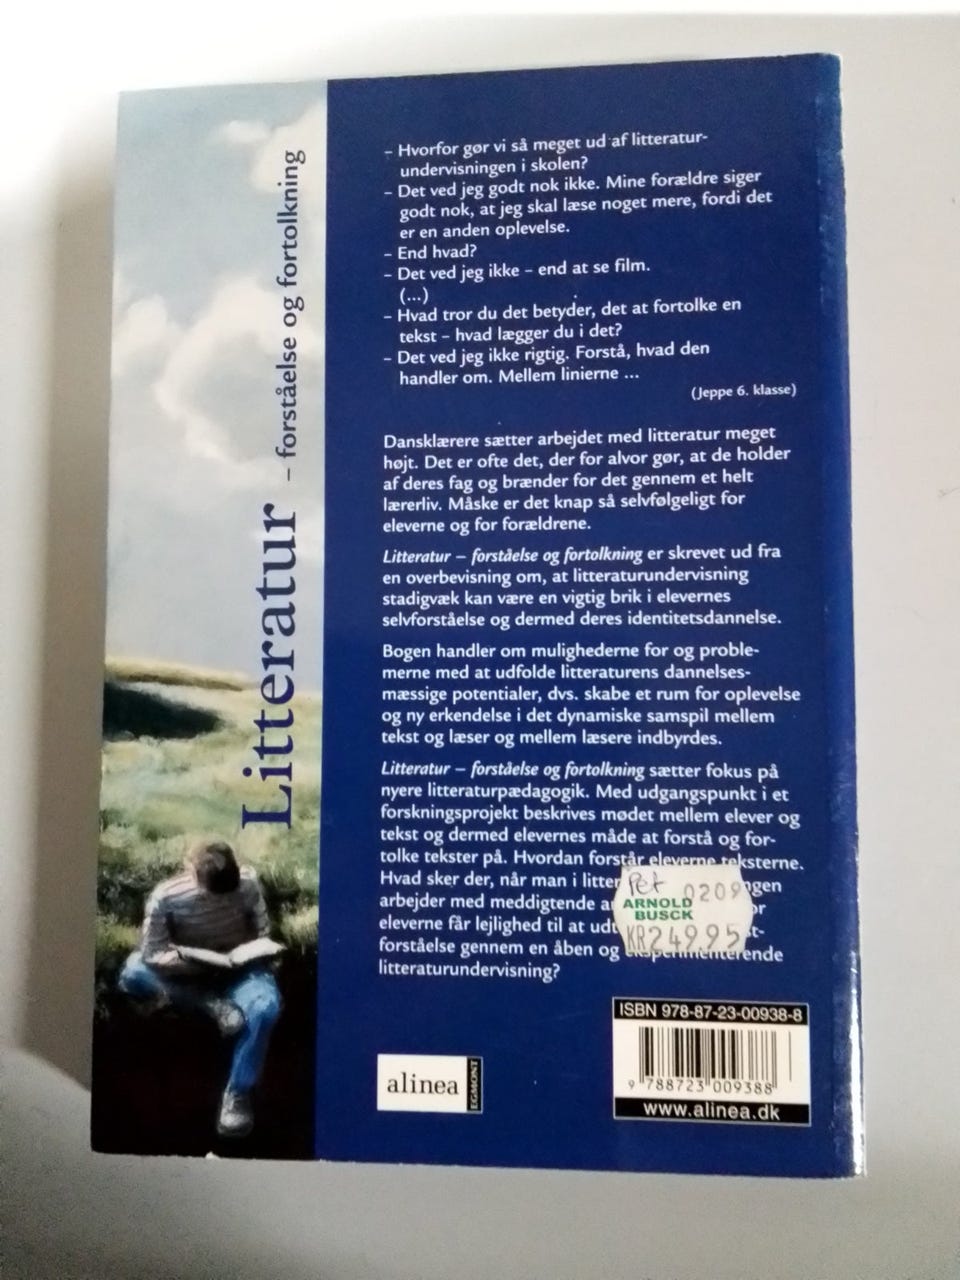 Litteratur – forståelse og fortolkning
– Hvorfor gør vi så meget ud af litteratur-
undervisningen i skolen?
– Det ved jeg godt nok ikke. Mine forældre siger
godt nok, at jeg skal læse noget mere, fordi det
er en anden oplevelse.
– End hvad?
– Det ved jeg ikke – end at se film.
(...)
– Hvad tror du det betyder, det at fortolke en
tekst – hvad lægger du i det?
– Det ved jeg ikke rigtig. Forstå, hvad den
handler om. Mellem linierne ...
(Jeppe 6. klasse)
Dansklærere sætter arbejdet med litteratur meget
højt. Det er ofte det, der for alvor gør, at de holder
af deres fag og brænder for det gennem et helt
lærerliv. Måske er det knap så selvfølgeligt for
eleverne og for forældrene.
Litteratur – forståelse og fortolkning er skrevet ud fra
en overbevisning om, at litteraturundervisning
stadigvæk kan være en vigtig brik i elevernes
selvforståelse og dermed deres identitetsdannelse.
Bogen handler om mulighederne for og proble-
merne med at udfolde litteraturens dannelses-
mæssige potentialer, dvs. skabe et rum for oplevelse
og ny erkendelse i det dynamiske samspil mellem
tekst og læser og mellem læsere indbyrdes.
Litteratur – forståelse og fortolkning sætter fokus på
nyere litteraturpædagogik. Med udgangspunkt i et
forskningsprojekt beskrives mødet mellem elever og
tekst og dermed elevernes måde at forstå og for-
tolke tekster på. Hvordan forstår eleverne teksterne.
Hvad sker der, når man i litter ngen
arbejder med meddigtende a or
eleverne får lejlighed til at udt st-
forståelse gennem en åben og eksperimenterende
litteraturundervisning?
Pet 0209
ARNOLD
BUSCK
KR24995
ISBN 978-87-23-00938-8
9 788723 009388
www.alinea.dk
alinea
EGMONT